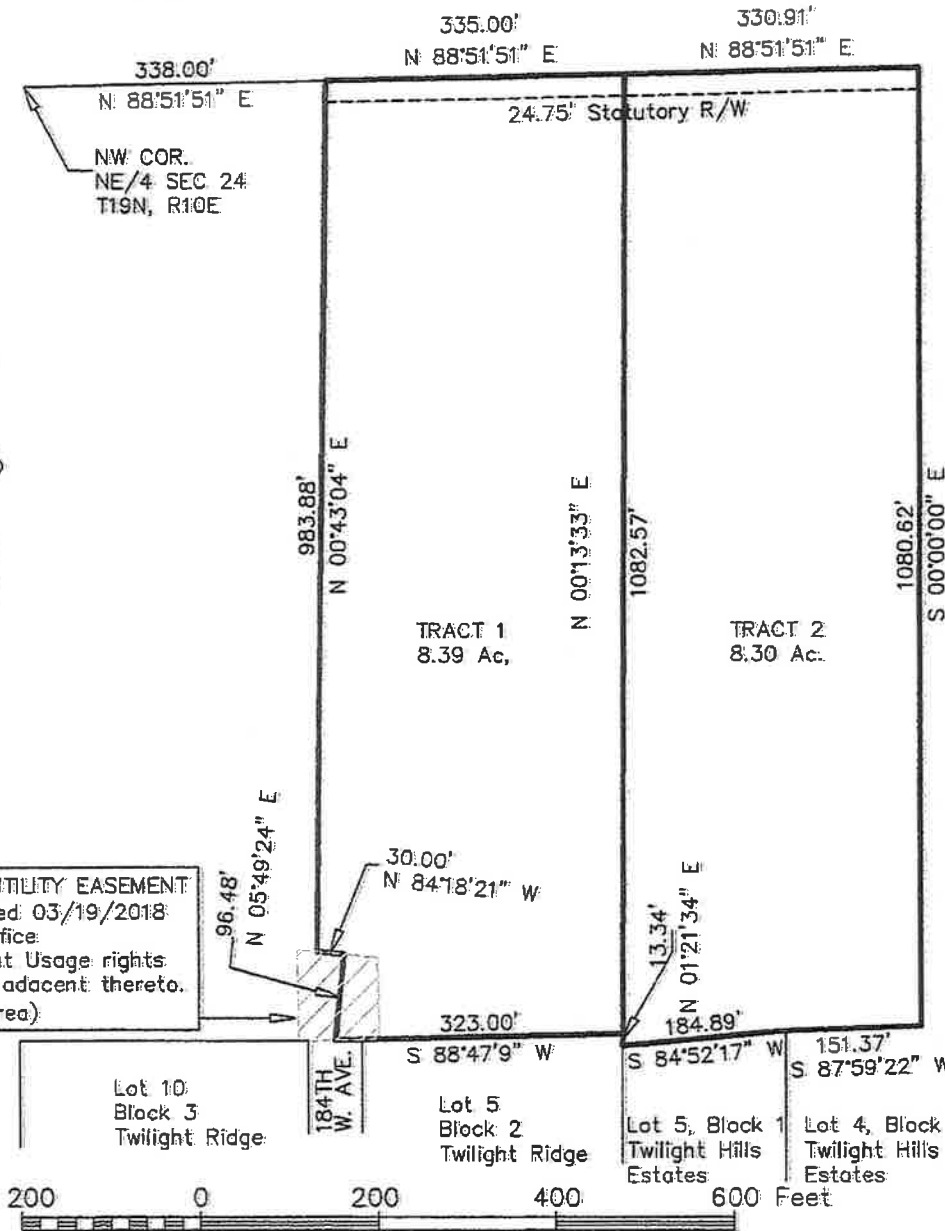 335.00'
N 88°51'51" E
330.91'
N 88°51'51" E
338.00'
N 88°51'51" E
24.75' Statutory R/W
NW COR.
NE/4 SEC 24
T19N, R10E
983.88'
N 00°43'04" E
N 00°13'33" E
1082.57'
1080.62'
S 00°00'00" E
TRACT 1
8.39 Ac,
TRACT 2
8.30 Ac.
96.48'
N 05°49'24" E
30.00'
N 84°18'21" W
13.34'
N 01°21'34" E
TILITY EASEMENT
ed 03/19/2018
fice
t Usage rights
adacent thereto.
rea)
323.00'
S 88°47'9" W
184.89'
S 84°52'17" W
151.37'
S 87°59'22" W
Lot 10
Block 3
Twilight Ridge
184TH
W. AVE.
Lot 5
Block 2
Twilight Ridge
Lot 5, Block 1
Twilight Hills
Estates
Lot 4, Block
Twilight Hills
Estates
200 0 200 400 600 Feet